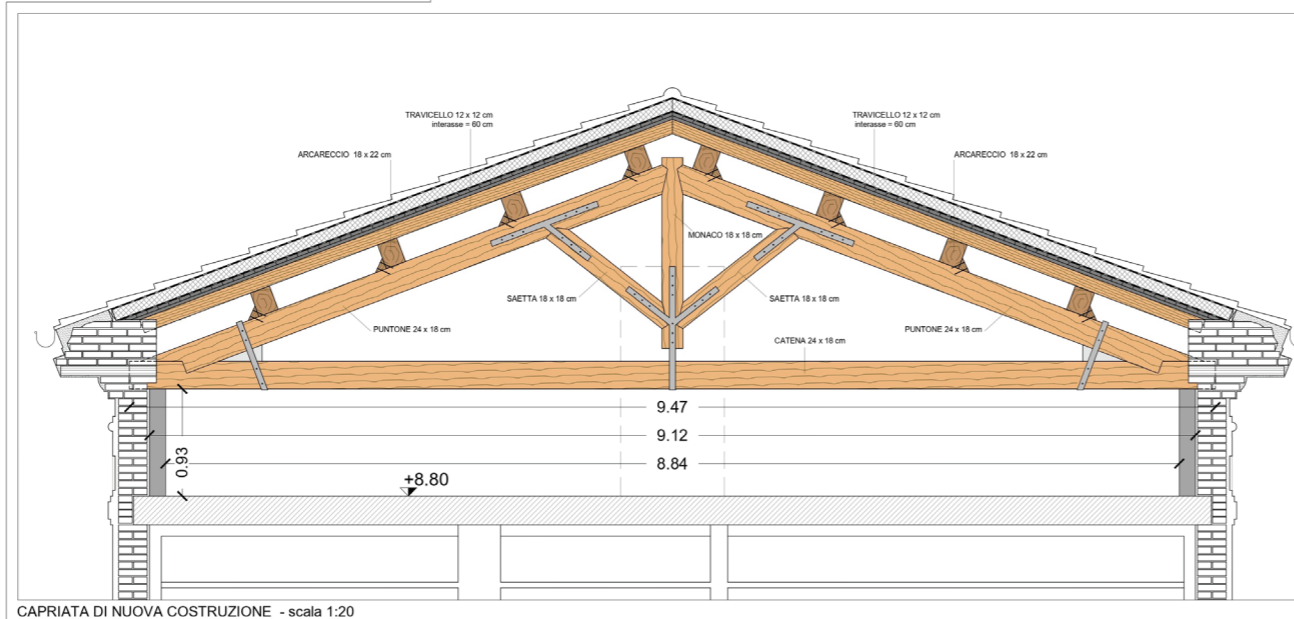 TRAVICELLO 12 x 12 cm
interasse = 60 cm
TRAVICELLO 12 x 12 cm
interasse = 60 cm
ARCARECCIO 18 x 22 cm
ARCARECCIO 18 x 22 cm
MONACO 18 x 18 cm
SAETTA 18 x 18 cm
SAETTA 18 x 18 cm
PUNTONE 24 x 18 cm
PUNTONE 24 x 18 cm
CATENA 24 x 18 cm
9.47
9.12
8.84
0.93
+8.80
CAPRIATA DI NUOVA COSTRUZIONE - scala 1:20